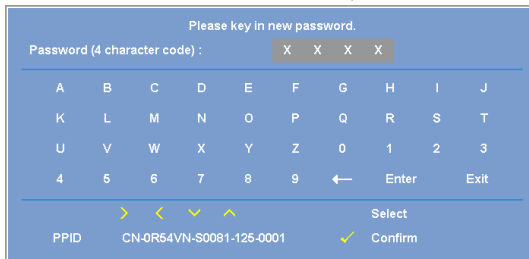 Please key in new password.
Password (4 character code) : X X X X
A B C D E F G H I J
K L M N O P Q R S T
U V W X Y Z 0 1 2 3
4 5 6 7 8 9 ← Enter Exit
> < ∨ ∧ Select
PPID CN-0R54VN-S0081-125-0001 ✓ Confirm